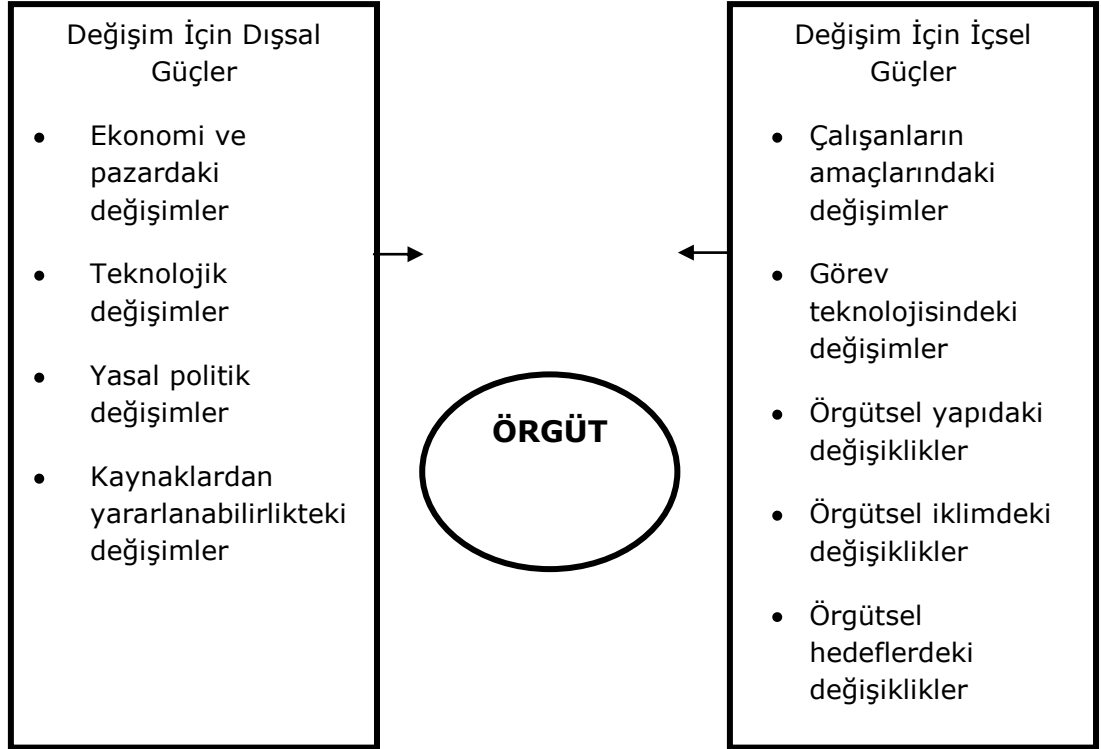 Değişim İçin Dışsal
Güçler
• Ekonomi ve
pazardaki
değişimler
• Teknolojik
değişimler
• Yasal politik
değişimler
• Kaynaklardan
yararlanabilirlikteki
değişimler
ÖRGÜT
Değişim İçin İçsel
Güçler
• Çalışanların
amaçlarındaki
değişimler
• Görev
teknolojisindeki
değişimler
• Örgütsel yapıdaki
değişiklikler
• Örgütsel iklimdeki
değişiklikler
• Örgütsel
hedeflerdeki
değişiklikler